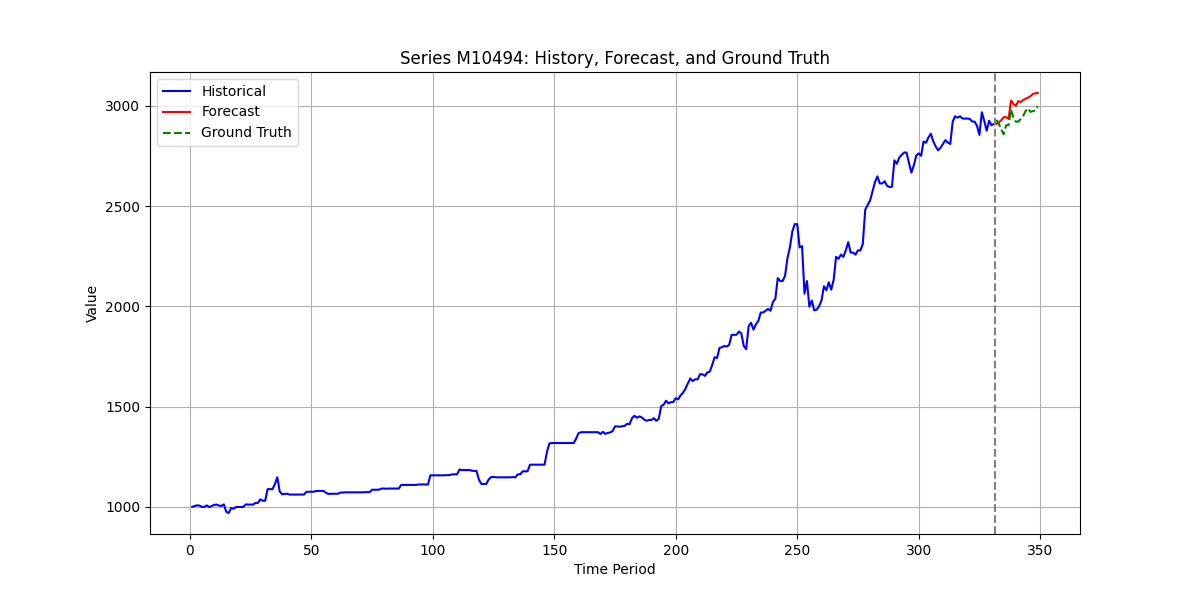 Series M10494: History, Forecast, and Ground Truth
Historical
Forecast
Ground Truth
3000
2500
2000
1500
1000
Value
0 50 100 150 200 250 300 350
Time Period